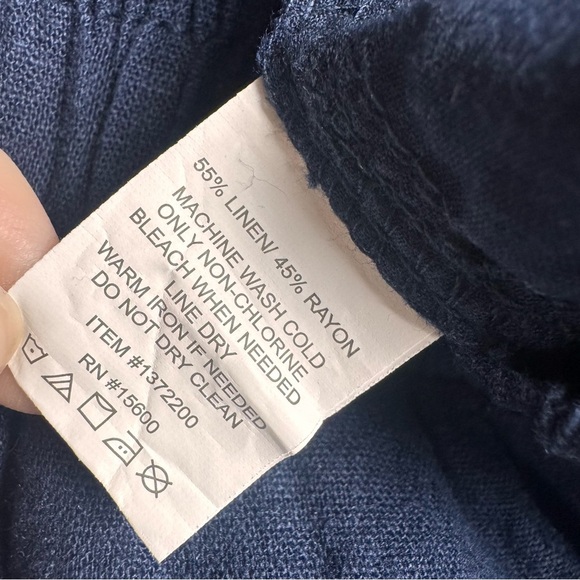 55% LINEN/ 45% RAYON
MACHINE WASH COLD
ONLY NON-CHLORINE
BLEACH WHEN NEEDED
LINE DRY
WARM IRON IF NEEDED
DO NOT DRY CLEAN
ITEM #1372200
RN #15600